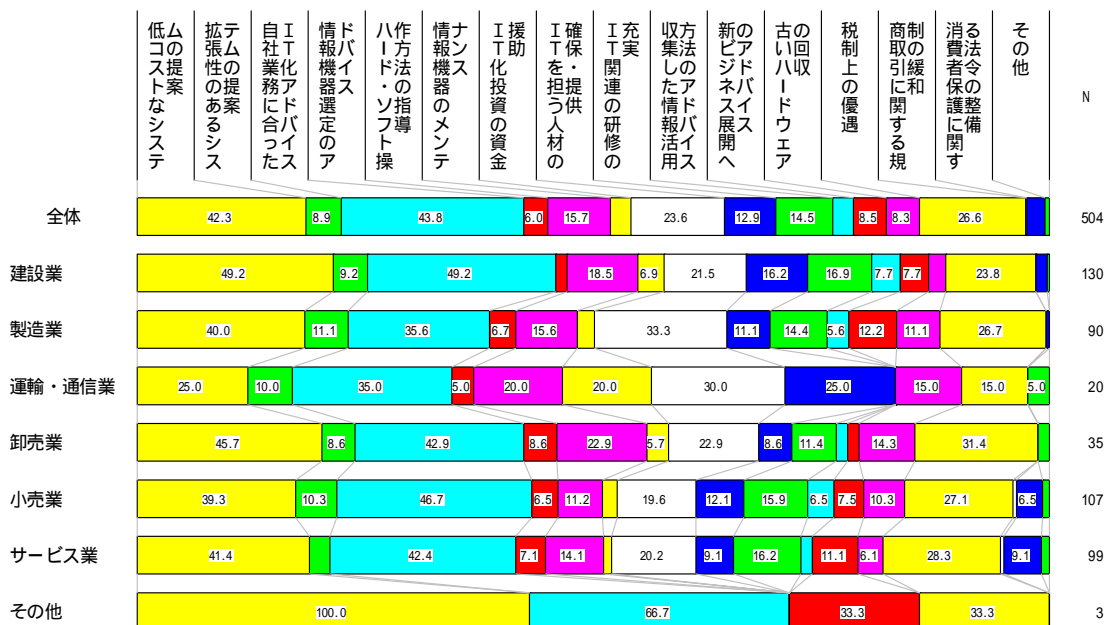 低コストなシステ
ムの提案
拡張性のあるシス
テムの提案
自社業務に合った
ＩＴ化アドバイス
情報機器選定のア
ドバイス
ハード・ソフト操
作方法の指導
情報機器のメンテ
ナンス
ＩＴ化投資の資金
援助
ＩＴを担う人材の
確保・提供
ＩＴ関連の研修の
充実
収集した情報活用
方法のアドバイス
新ビジネス展開へ
のアドバイス
古いハードウェア
の回収
税制上の優遇
商取引に関する規
制の緩和
消費者保護に関す
る法令の整備
その他
N
全体 42.3 8.9 43.8 6.0 15.7 23.6 12.9 14.5 8.5 8.3 26.6 504
建設業 49.2 9.2 49.2 18.5 6.9 21.5 16.2 16.9 7.7 7.7 23.8 130
製造業 40.0 11.1 35.6 6.7 15.6 33.3 11.1 14.4 5.6 12.2 11.1 26.7 90
運輸・通信業 25.0 10.0 35.0 5.0 20.0 20.0 30.0 25.0 15.0 15.0 5.0 20
卸売業 45.7 8.6 42.9 8.6 22.9 5.7 22.9 8.6 11.4 14.3 31.4 35
小売業 39.3 10.3 46.7 6.5 11.2 19.6 12.1 15.9 6.5 7.5 10.3 27.1 6.5 107
サービス業 41.4 42.4 7.1 14.1 20.2 9.1 16.2 11.1 6.1 28.3 9.1 99
その他 100.0 66.7 33.3 33.3 3